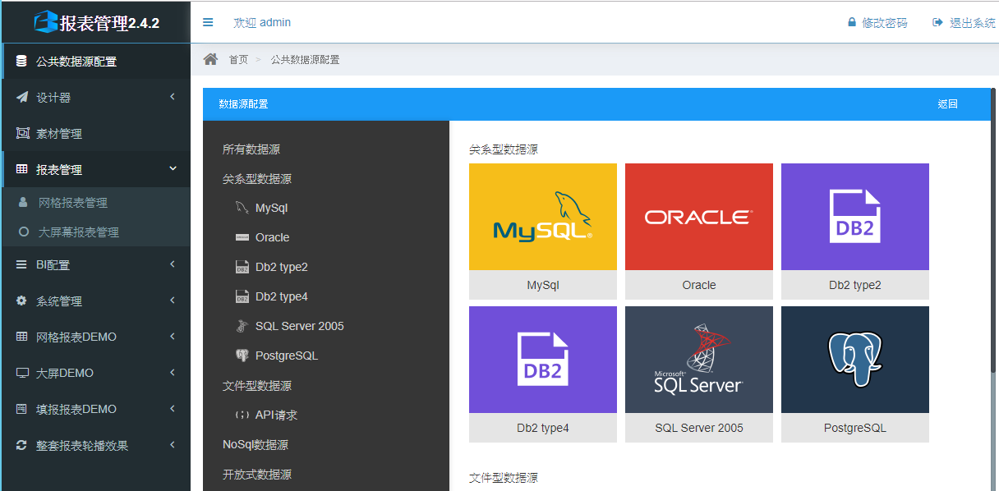 报表管理2.4.2
欢迎 admin
修改密码
退出系统
首页 > 公共数据源配置
公共数据源配置
设计器
素材管理
报表管理
网格报表管理
大屏幕报表管理
BI配置
系统管理
网格报表DEMO
大屏DEMO
填报报表DEMO
整套报表轮播效果
数据源配置
返回
所有数据源
关系型数据源
MySql
Oracle
Db2 type2
Db2 type4
SQL Server 2005
PostgreSQL
文件型数据源
API请求
NoSql数据源
开放式数据源
关系型数据源
MySQL®
ORACLE
DB2
MySql
Oracle
Db2 type2
DB2
Microsoft®
SQL Server
Db2 type4
SQL Server 2005
PostgreSQL
文件型数据源